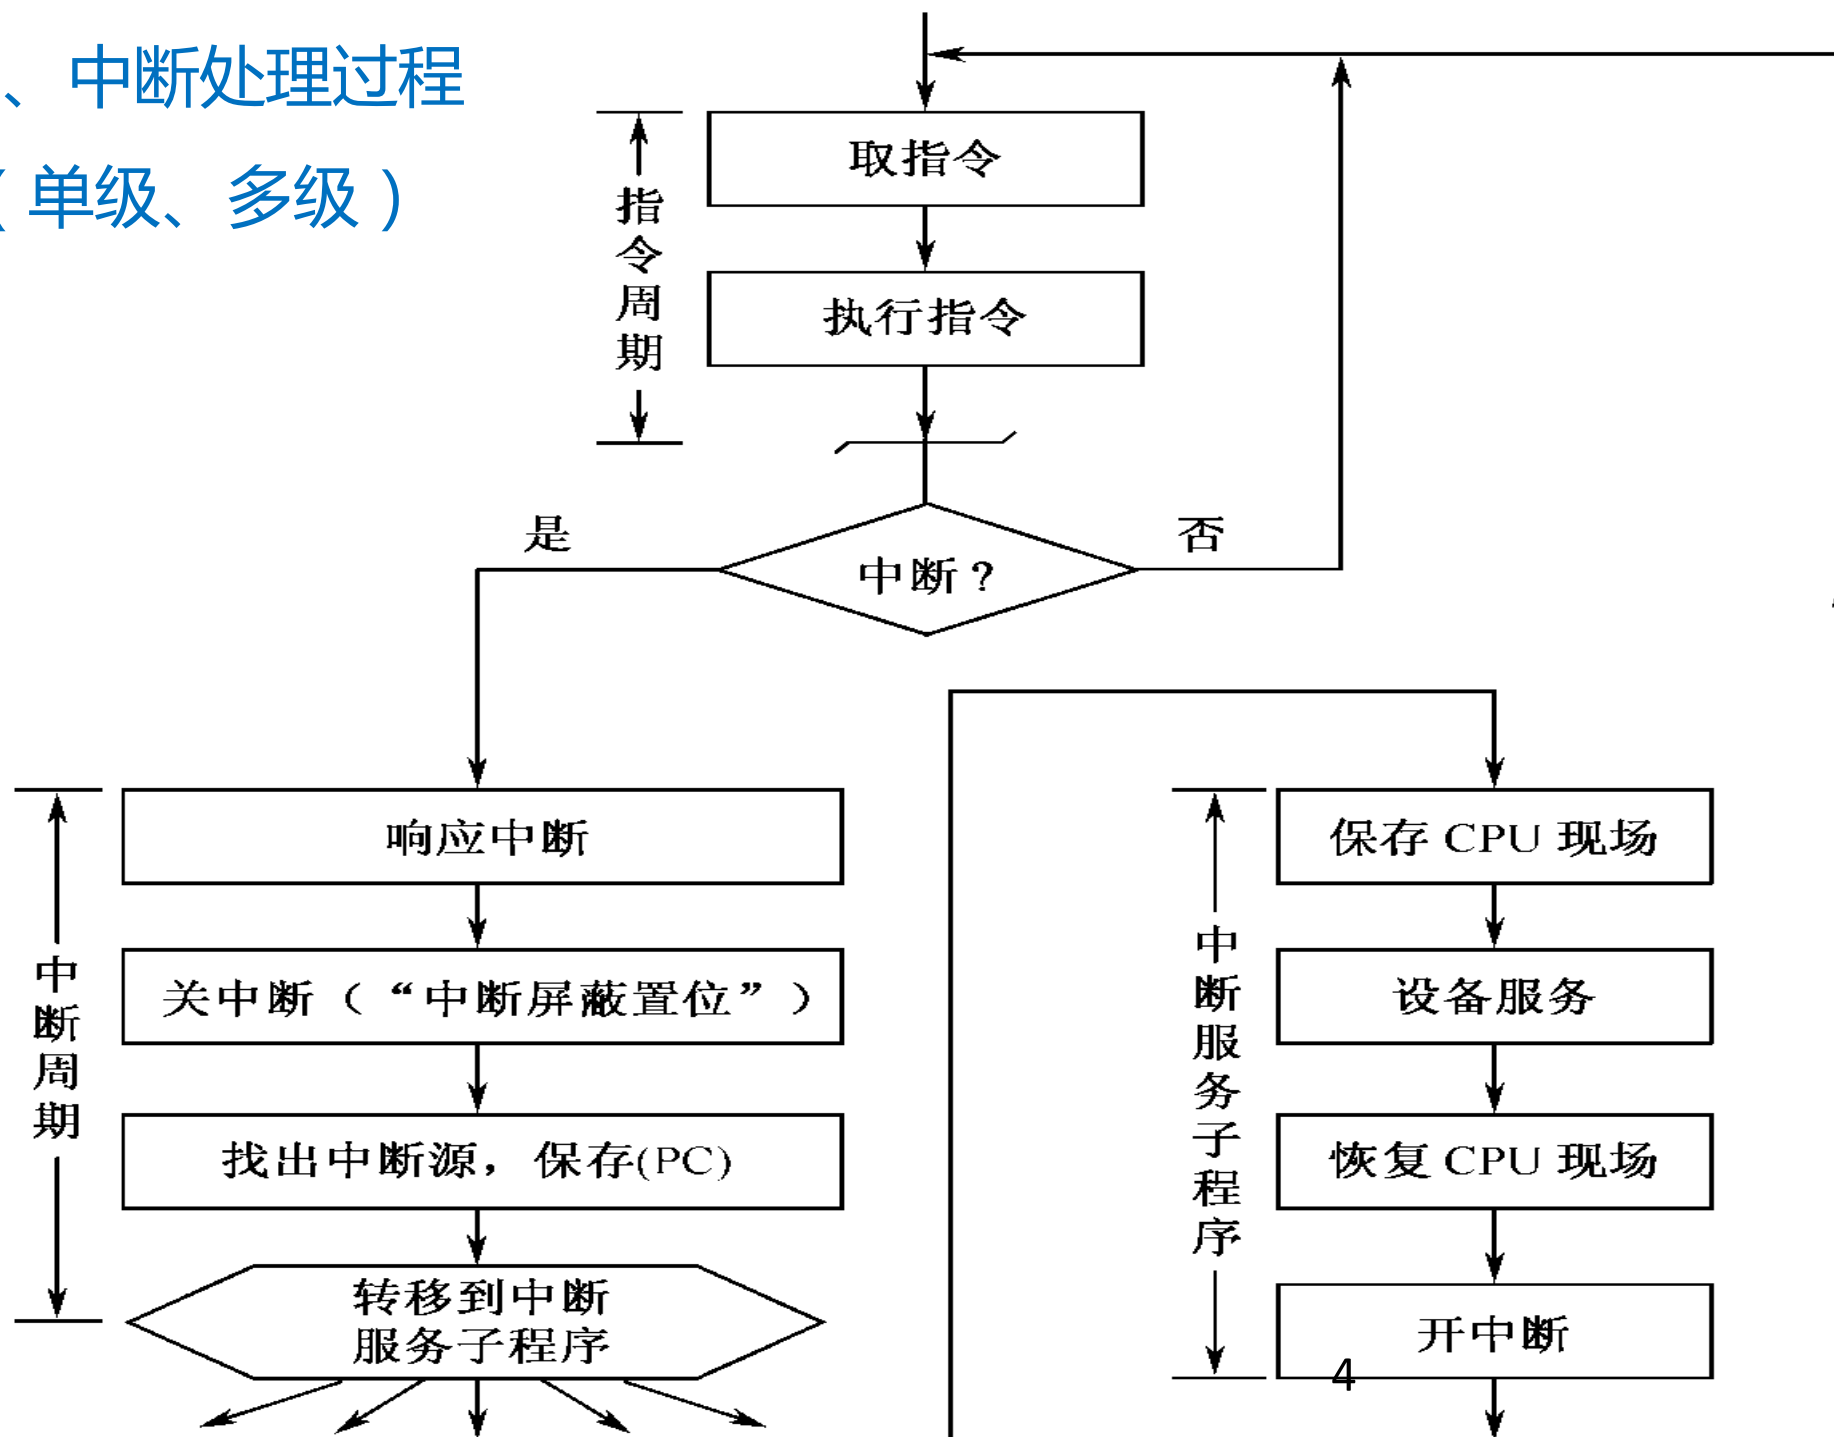 、中断处理过程
（单级、多级）
取指令
执行指令
指令周期
中断？
是
否
响应中断
关中断（“中断屏蔽置位”）
找出中断源，保存(PC)
转移到中断
服务子程序
中断周期
保存 CPU 现场
设备服务
恢复 CPU 现场
开中断
中断服务子程序
4